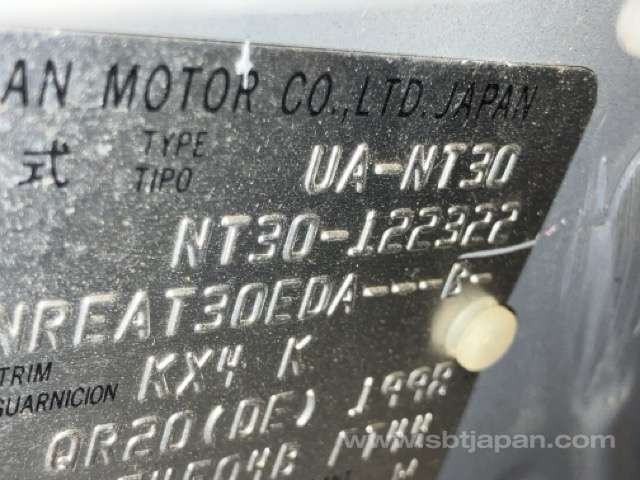 AN MOTOR CO.,LTD. JAPAN
式 TYPE TIPO UA-NT30
NT30-122322
NREAT30EDA---B-
TRIM GUARNICION KX4 K
QR20(DE) 1998
www.sbtjapan.com